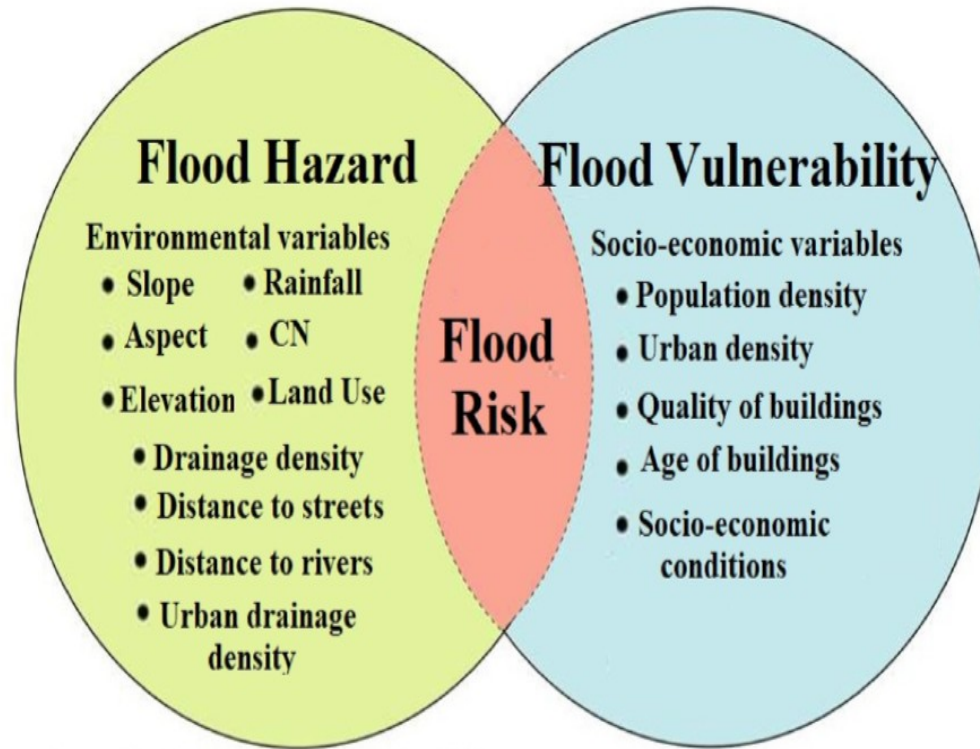 Flood Hazard
Environmental variables
• Slope • Rainfall
• Aspect • CN
• Elevation • Land Use
• Drainage density
• Distance to streets
• Distance to rivers
• Urban drainage
density
Flood
Risk
Flood Vulnerability
Socio-economic variables
• Population density
• Urban density
• Quality of buildings
• Age of buildings
• Socio-economic
conditions